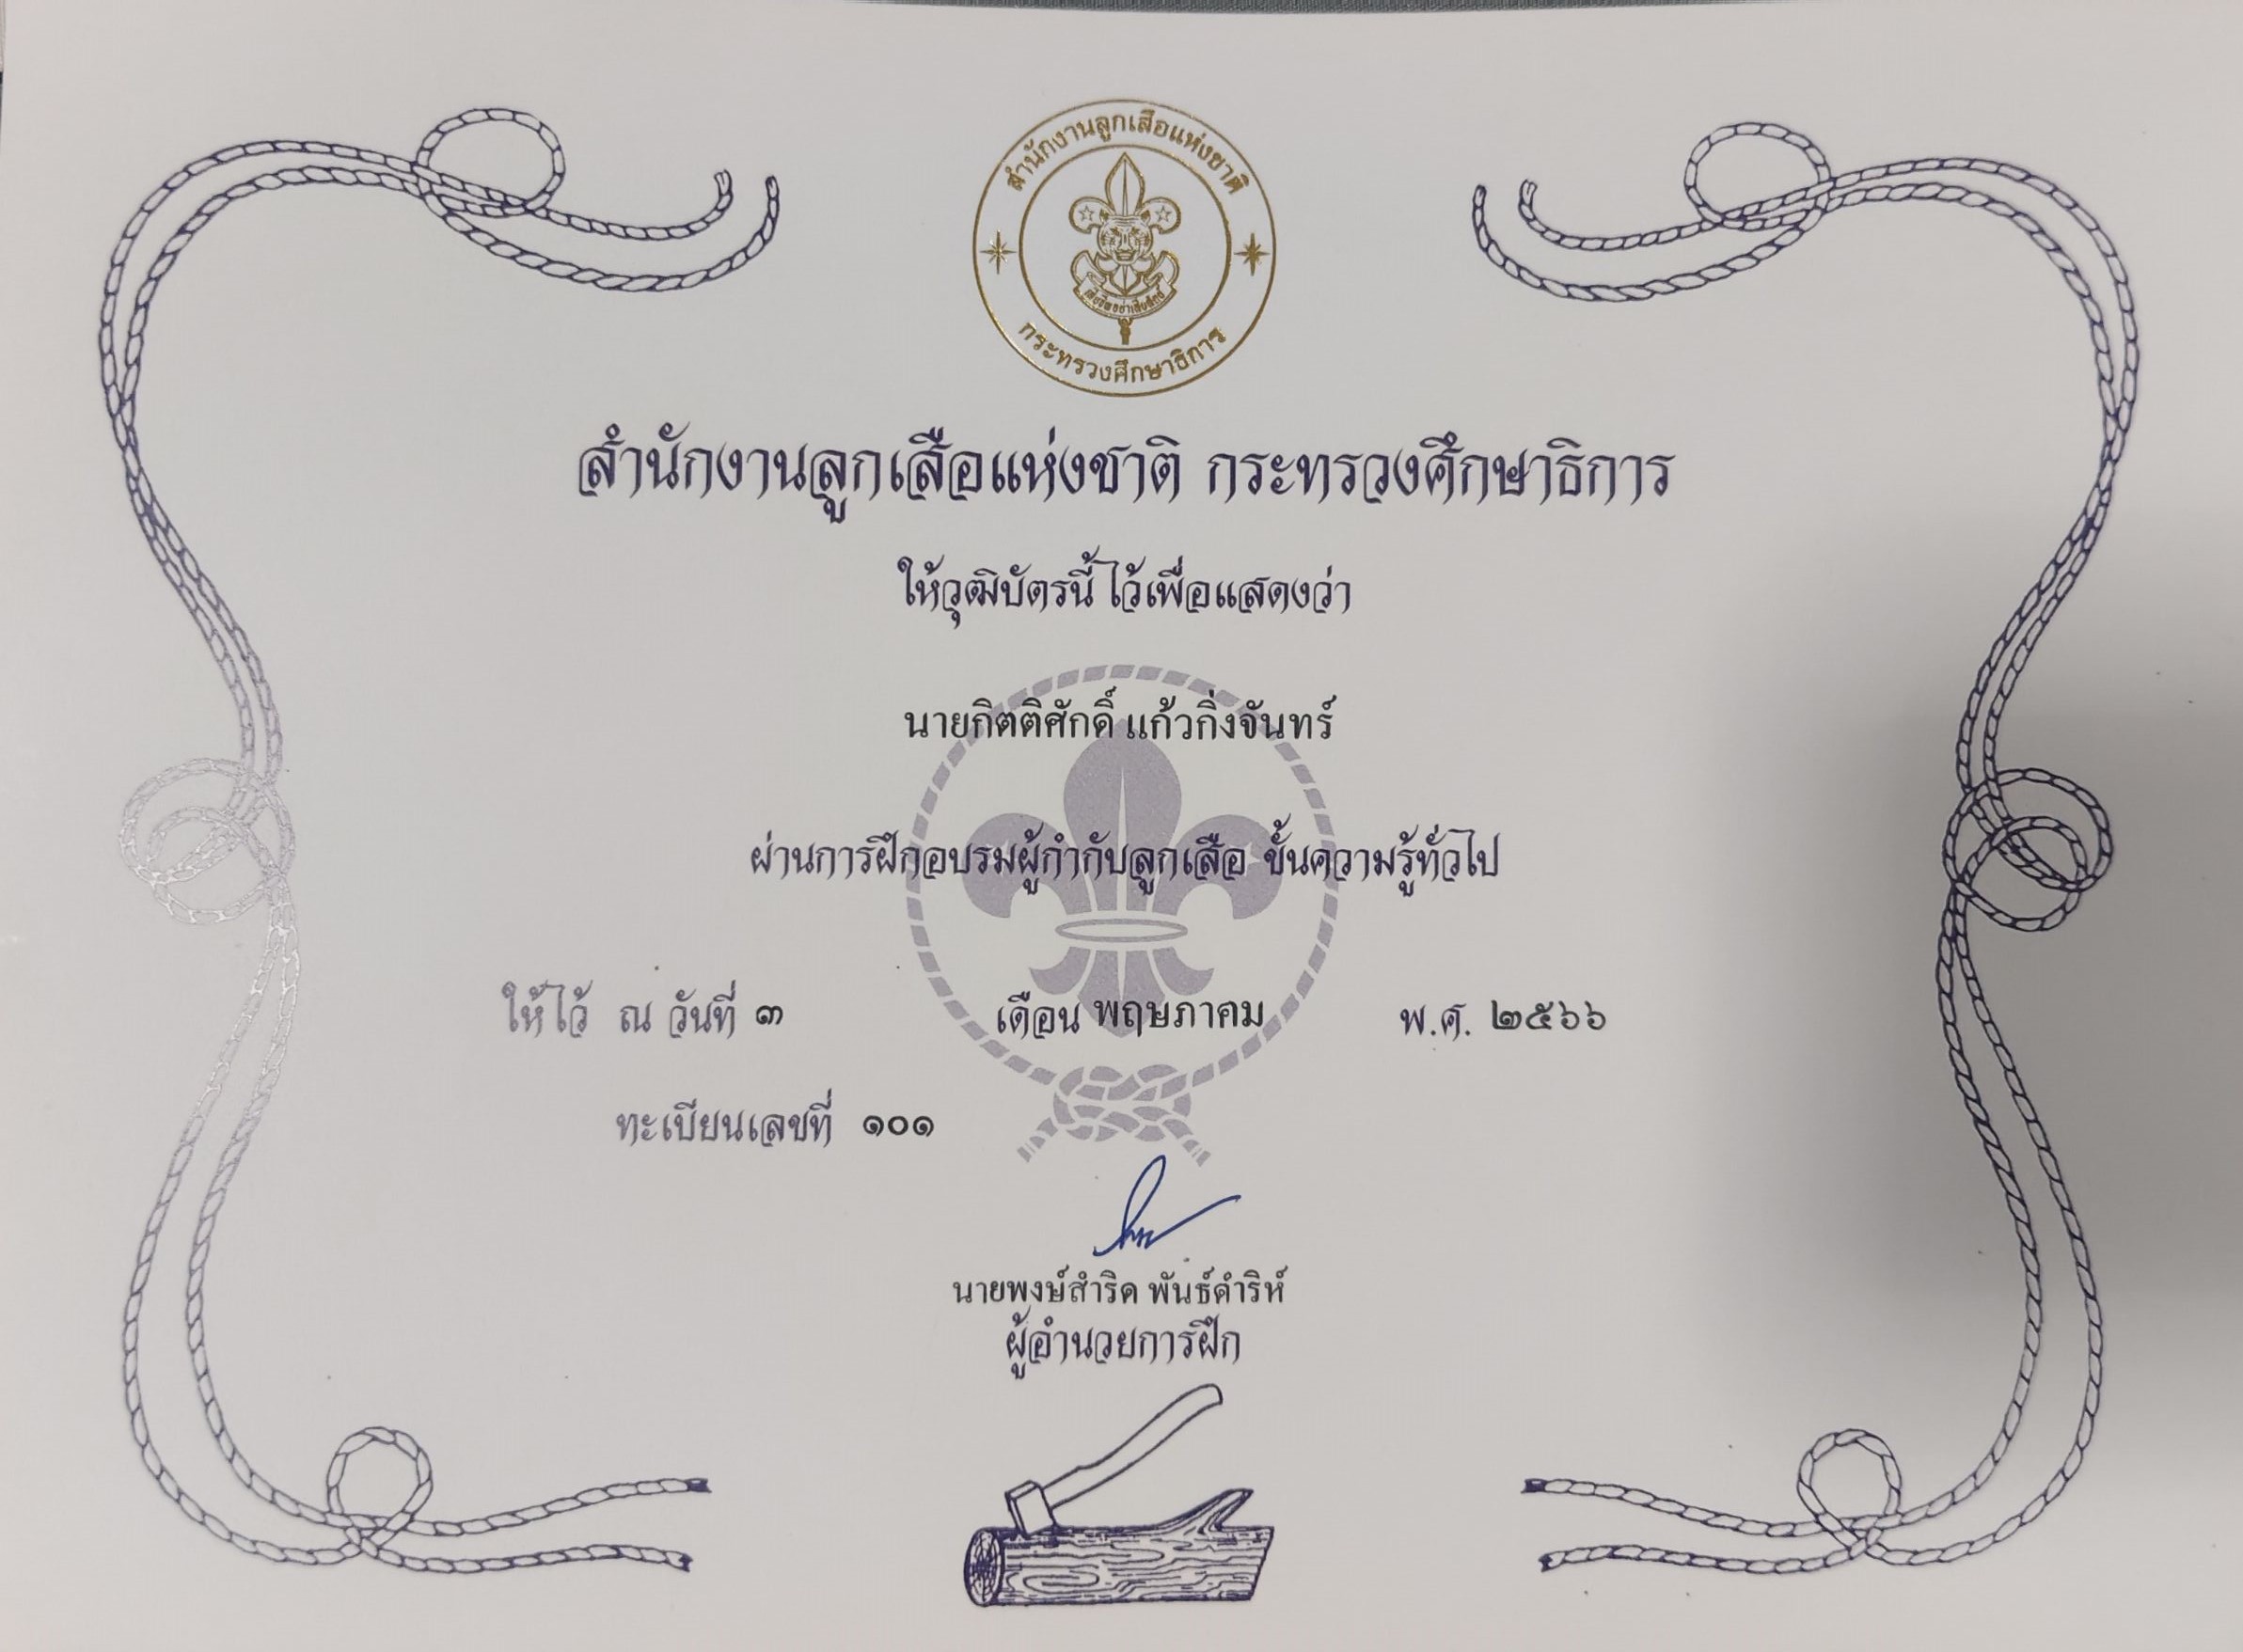 สำนักงานลูกเสือแห่งชาติ
เสียชีพอย่าเสียสัตย์
กระทรวงศึกษาธิการ
สำนักงานลูกเสือแห่งชาติ กระทรวงศึกษาธิการ
ให้วุฒิบัตรนี้ไว้เพื่อแสดงว่า
นายกิตติศักดิ์ แก้วกิ่งจันทร์
ผ่านการฝึกอบรมผู้กำกับลูกเสือ ขั้นความรู้ทั่วไป
ให้ไว้ ณ วันที่ ๓ เดือน พฤษภาคม พ.ศ. ๒๕๖๖
ทะเบียนเลขที่ ๑๐๑
นายพงษ์สำริด พันธ์คำริห์
ผู้อำนวยการฝึก